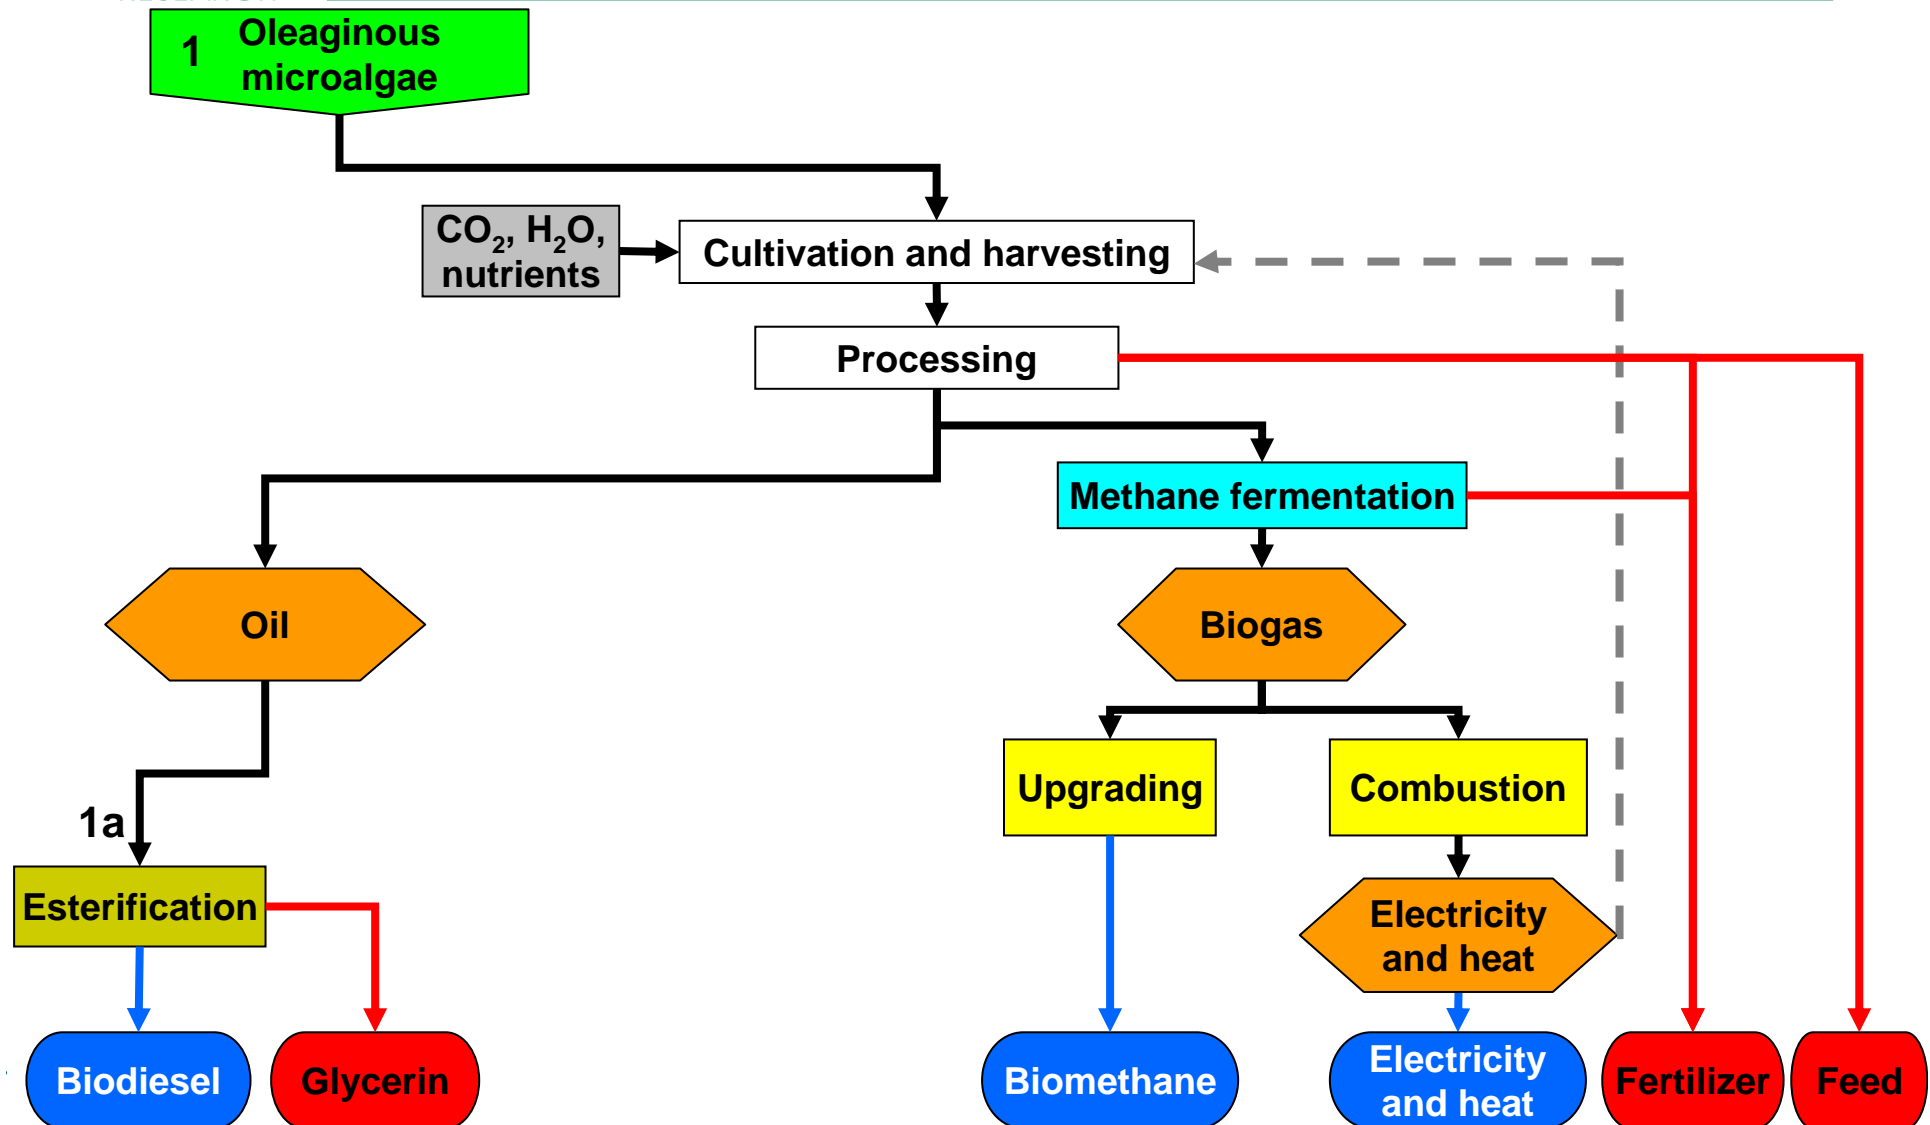 1
Oleaginous
microalgae
CO₂, H₂O,
nutrients
Cultivation and harvesting
Processing
Methane fermentation
Oil
Biogas
Upgrading
Combustion
1a
Esterification
Electricity
and heat
Biodiesel
Glycerin
Biomethane
Electricity
and heat
Fertilizer
Feed